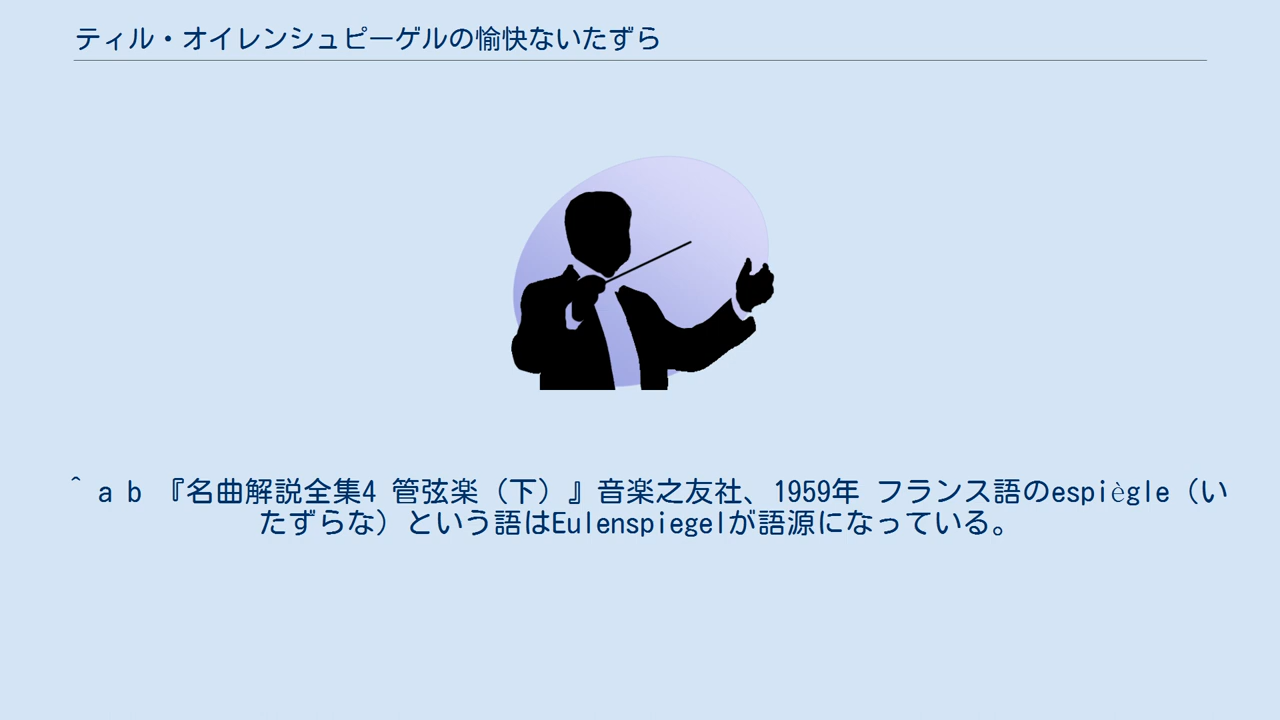 ティル・オイレンシュピーゲルの愉快ないたずら
^ a b 『名曲解説全集4 管弦楽（下）』音楽之友社、1959年 フランス語のespiègle（い
たずらな）という語はEulenspiegelが語源になっている。